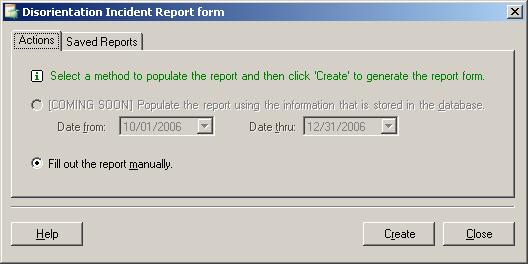 Disorientation Incident Report form
Actions Saved Reports
Select a method to populate the report and then click 'Create' to generate the report form.
[COMING SOON] Populate the report using the information that is stored in the database.
Date from: 10/01/2006 Date thru: 12/31/2006
Fill out the report manually.
Help Create Close